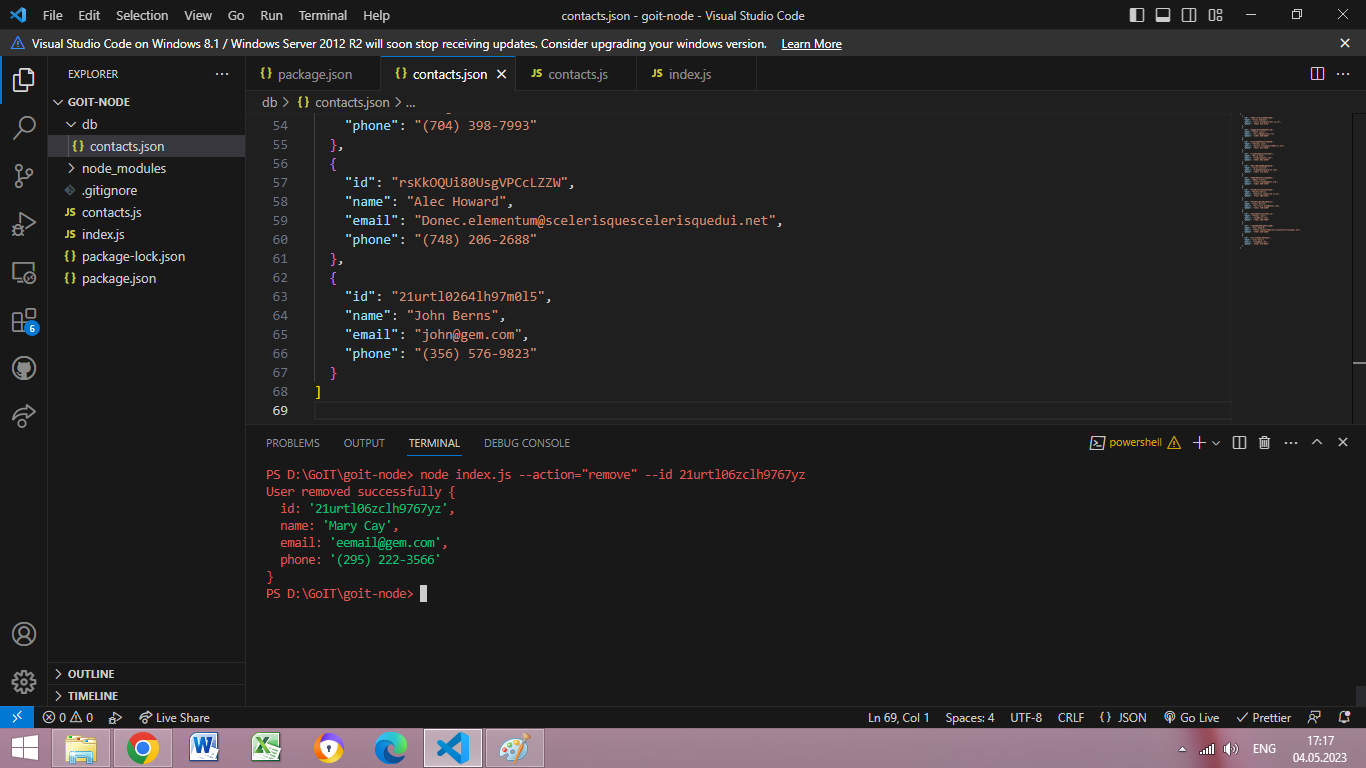 File Edit Selection View Go Run Terminal Help contacts.json - goit-node - Visual Studio Code
Visual Studio Code on Windows 8.1 / Windows Server 2012 R2 will soon stop receiving updates. Consider upgrading your windows version. Learn More
EXPLORER ...
GOIT-NODE
db
{} contacts.json
node_modules
.gitignore
JS contacts.js
JS index.js
{} package-lock.json
{} package.json
OUTLINE
TIMELINE
6
{} package.json {} contacts.json JS contacts.js JS index.js
db > {} contacts.json > ...
54 "phone": "(704) 398-7993"
55 },
56 {
57 "id": "rsKkOQUi80UsgVPCcLZZW",
58 "name": "Alec Howard",
59 "email": "Donec.elementum@scelerisquescelerisquedui.net",
60 "phone": "(748) 206-2688"
61 },
62 {
63 "id": "21urtl0264lh97m0l5",
64 "name": "John Berns",
65 "email": "john@gem.com",
66 "phone": "(356) 576-9823"
67 }
68 ]
69
PROBLEMS OUTPUT TERMINAL DEBUG CONSOLE powershell
PS D:\GoIT\goit-node> node index.js --action="remove" --id 21urtl06zclh9767yz
User removed successfully {
id: '21urtl06zclh9767yz',
name: 'Mary Cay',
email: 'eemail@gem.com',
phone: '(295) 222-3566'
}
PS D:\GoIT\goit-node>
0 0 Live Share Ln 69, Col 1 Spaces: 4 UTF-8 CRLF {} JSON Go Live Prettier
ENG 17:17
04.05.2023